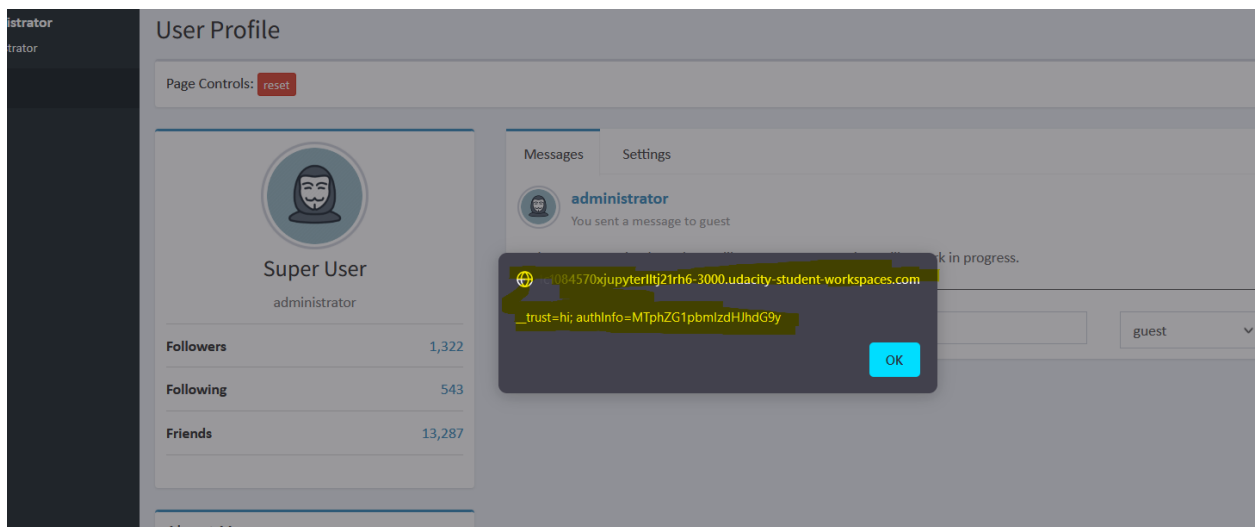 istrator
trator
User Profile
Page Controls: reset
Super User
administrator
Followers 1,322
Following 543
Friends 13,287
Messages Settings
administrator
You sent a message to guest
rk in progress.
1084570xjupyterlltj21rh6-3000.udacity-student-workspaces.com
__trust=hi; authInfo=MTphZG1pbmlzdHJhdG9y
OK
guest